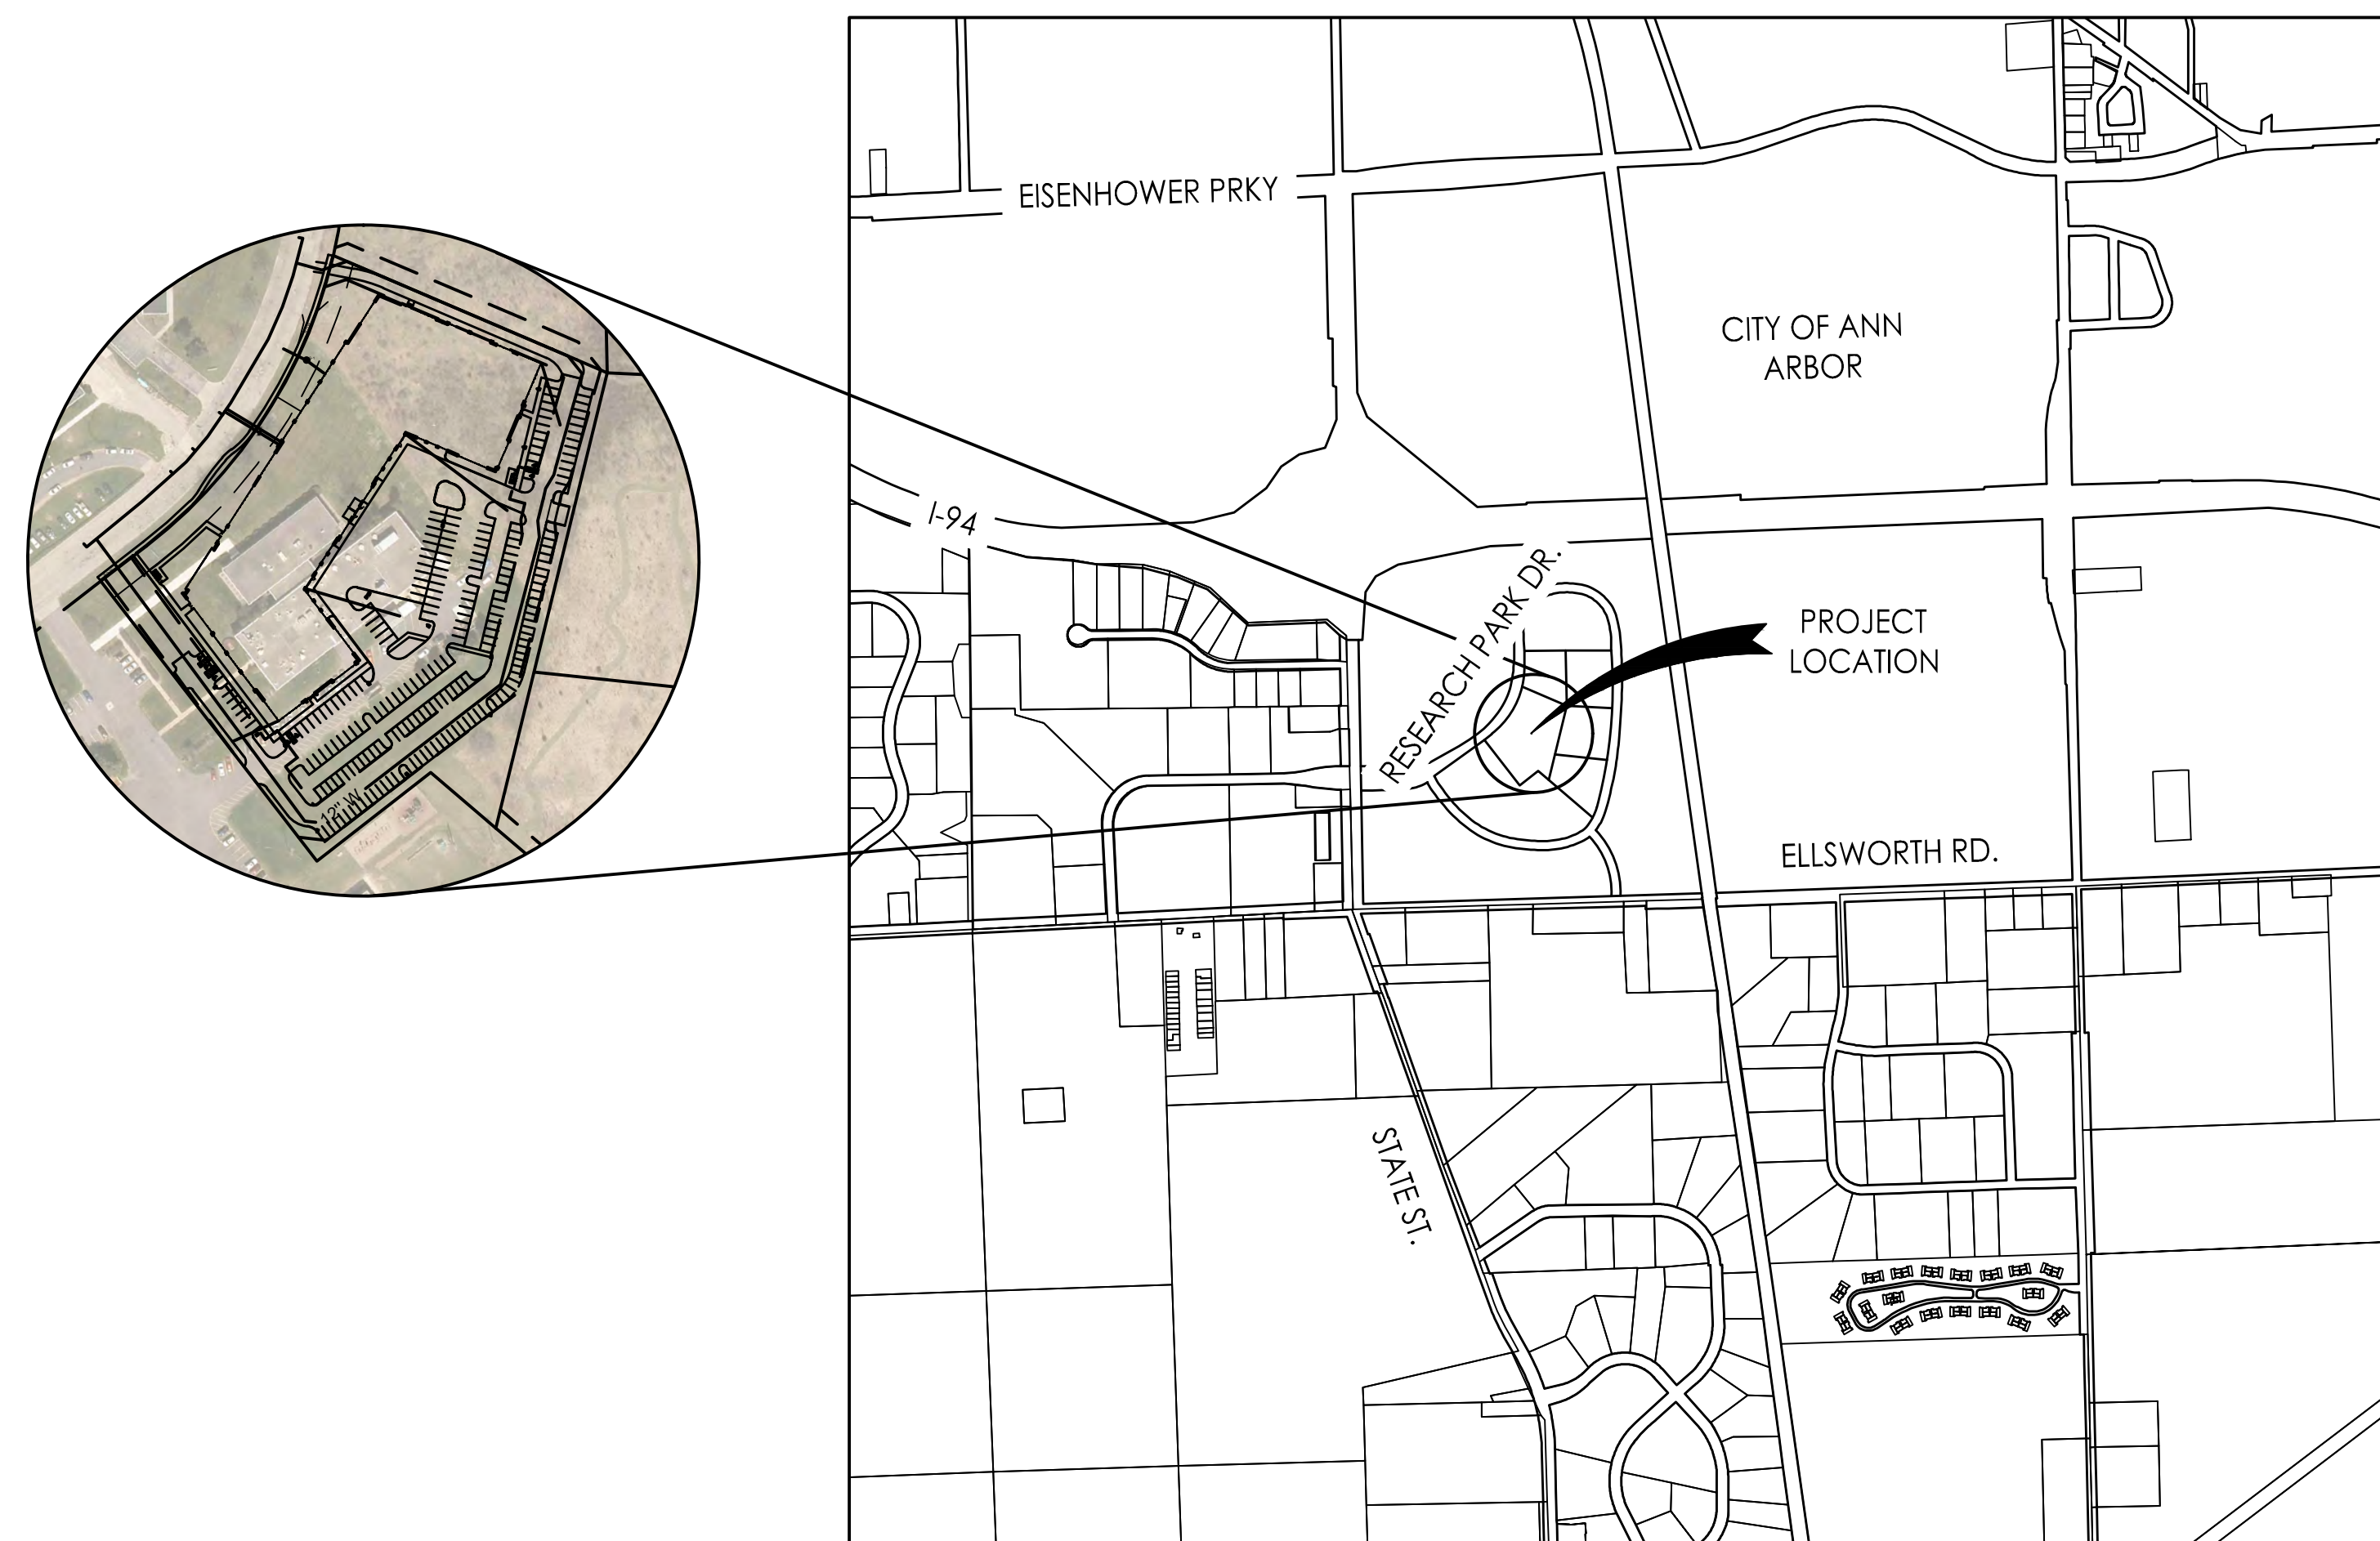 EISENHOWER PRKY
CITY OF ANN
ARBOR
I-94
RESEARCH PARK DR.
PROJECT
LOCATION
12" W
ELLSWORTH RD.
STATE ST.